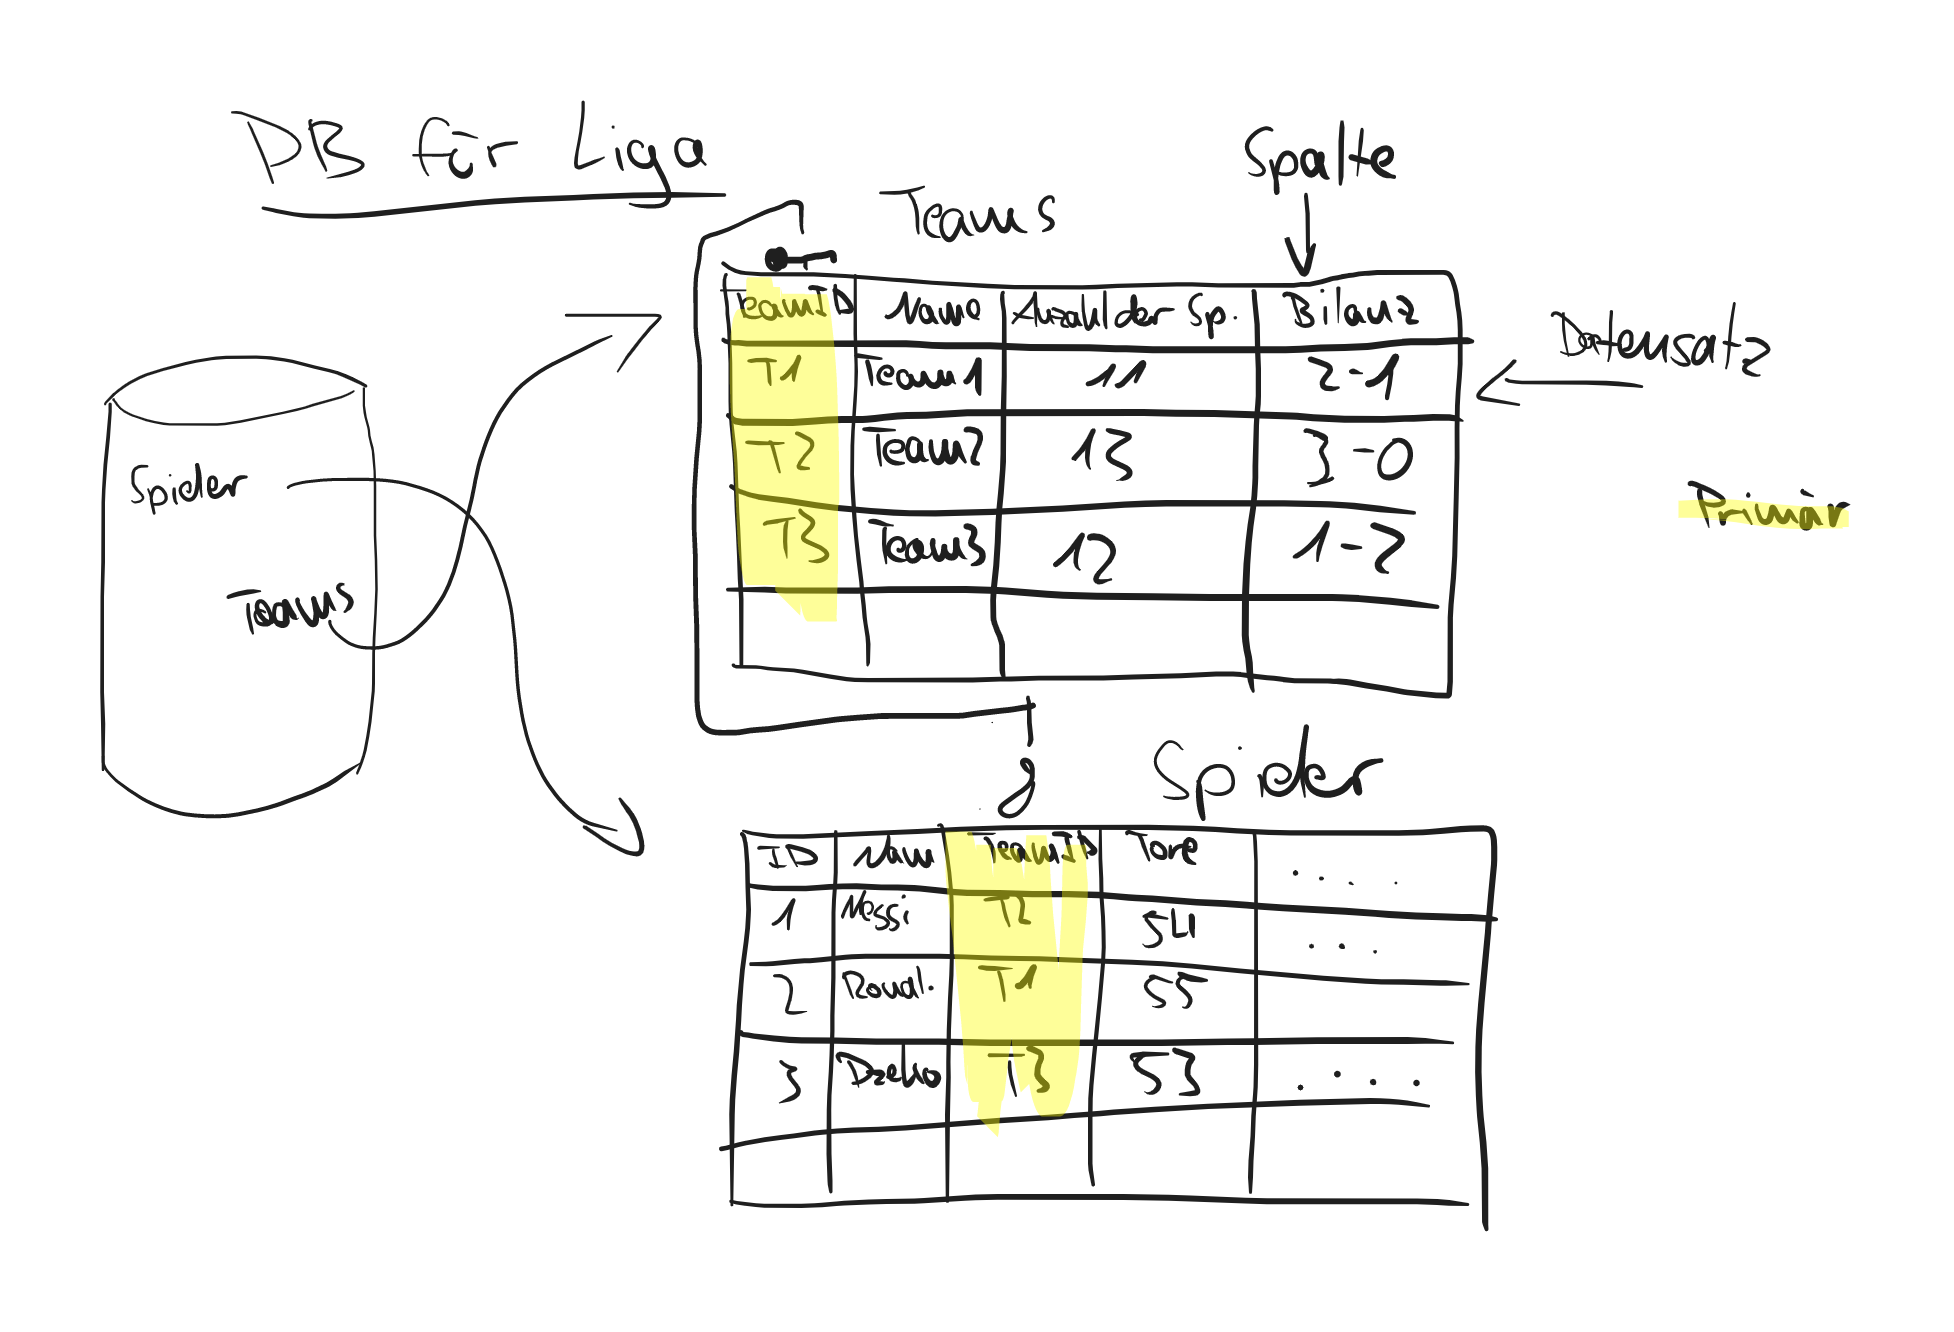 DB für Liga
Spalte
Teams
TeamID Name Anzahl der Sp. Bilanz
Datensatz
T1 Team1 11 2-1
T2 Team2 13 3-0
Primär
T3 Team3 12 1-2
Spieler
Teams
Spieler
ID Nam TeamID Tore ....
1 Messi T2 54 ...
2 Ronal. T1 55
3 Dzeko T3 53 ....